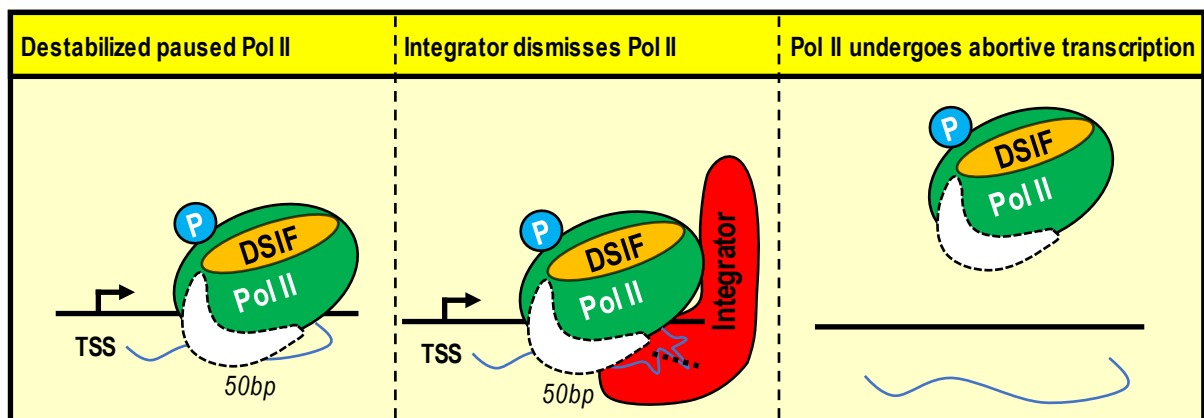 Destabilized paused Pol II
Integrator dismisses Pol II
Pol II undergoes abortive transcription
P
DSIF
Pol II
TSS
50bp
P
DSIF
Pol II
Integrator
TSS
50bp
P
DSIF
Pol II